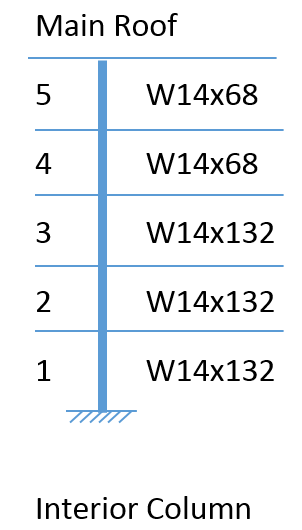 Main Roof
5 W14x68
4 W14x68
3 W14x132
2 W14x132
1 W14x132
Interior Column